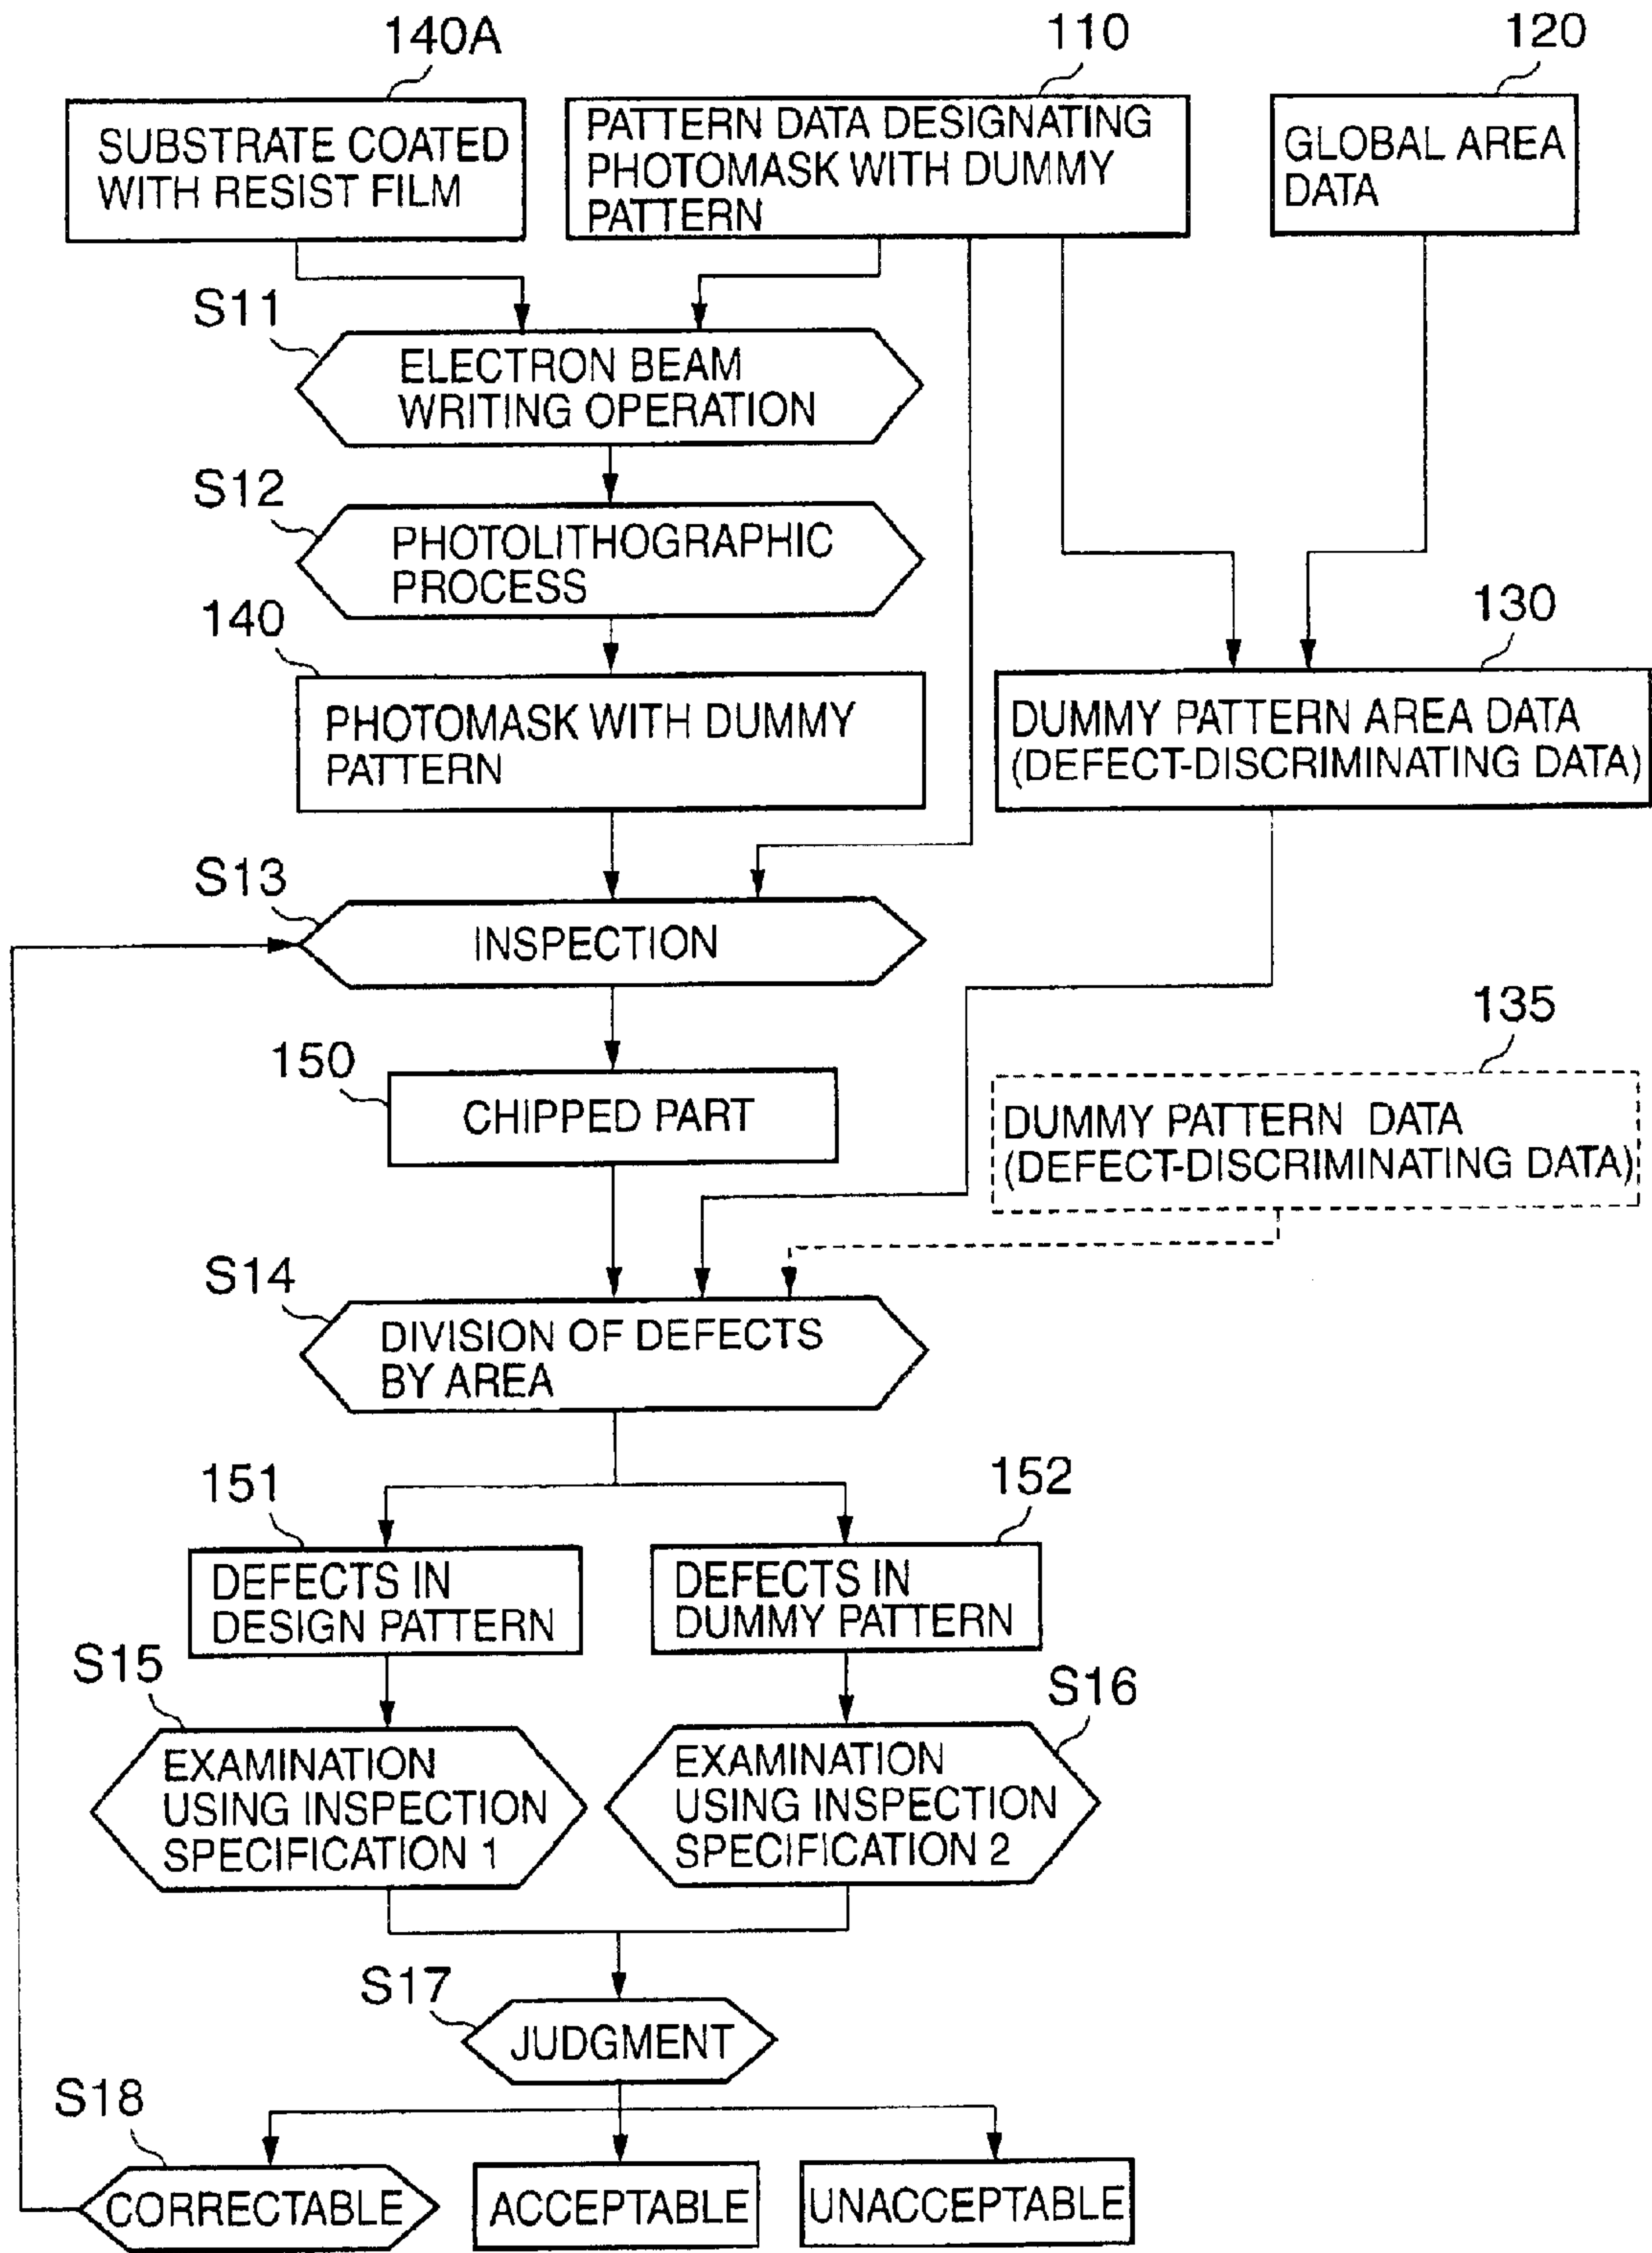 140A
110
120
SUBSTRATE COATED
WITH RESIST FILM
PATTERN DATA DESIGNATING
PHOTOMASK WITH DUMMY
PATTERN
GLOBAL AREA
DATA
S11
ELECTRON BEAM
WRITING OPERATION
S12
PHOTOLITHOGRAPHIC
PROCESS
140
PHOTOMASK WITH DUMMY
PATTERN
130
DUMMY PATTERN AREA DATA
(DEFECT-DISCRIMINATING DATA)
S13
INSPECTION
150
CHIPPED PART
135
DUMMY PATTERN DATA
(DEFECT-DISCRIMINATING DATA)
S14
DIVISION OF DEFECTS
BY AREA
151
DEFECTS IN
DESIGN PATTERN
152
DEFECTS IN
DUMMY PATTERN
S15
EXAMINATION
USING INSPECTION
SPECIFICATION 1
S16
EXAMINATION
USING INSPECTION
SPECIFICATION 2
S17
JUDGMENT
S18
CORRECTABLE
ACCEPTABLE
UNACCEPTABLE